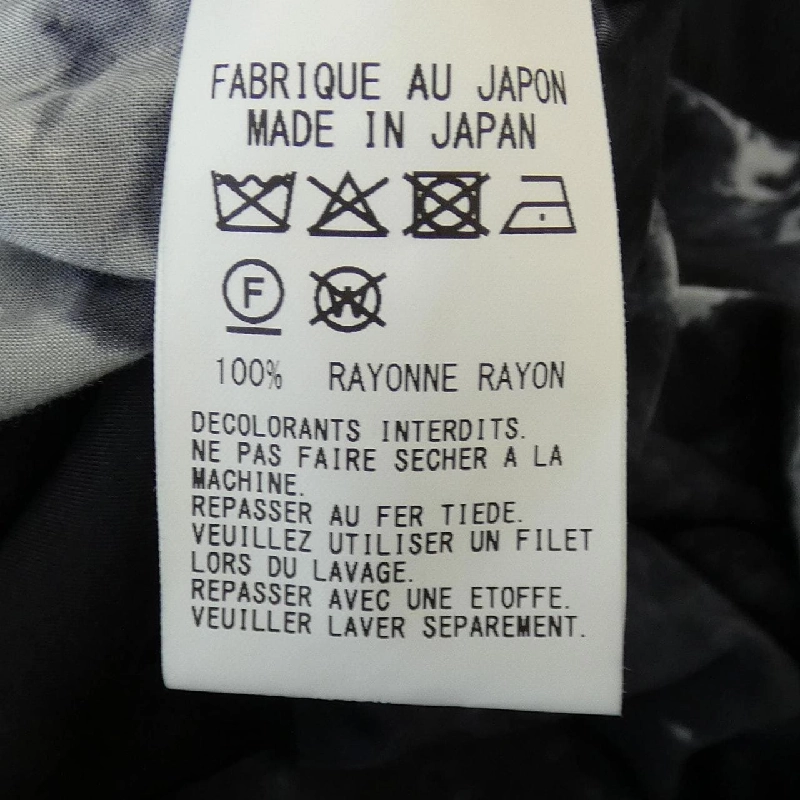 FABRIQUE AU JAPON
MADE IN JAPAN
F
W
100% RAYONNE RAYON
DECOLORANTS INTERDITS.
NE PAS FAIRE SECHER A LA
MACHINE.
REPASSER AU FER TIEDE.
VEUILLEZ UTILISER UN FILET
LORS DU LAVAGE.
REPASSER AVEC UNE ETOFFE.
VEUILLER LAVER SEPAREMENT.